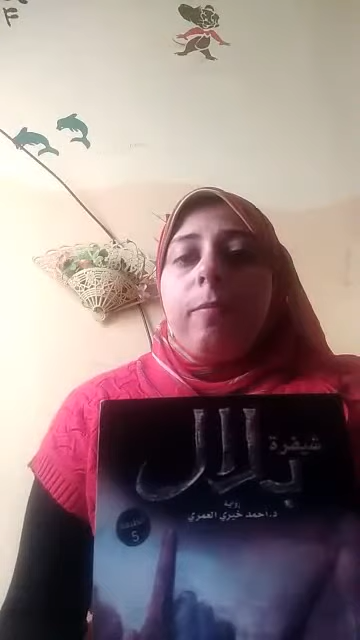 شيفرة
بلال
رواية
د.أحمد خيري العمري
5